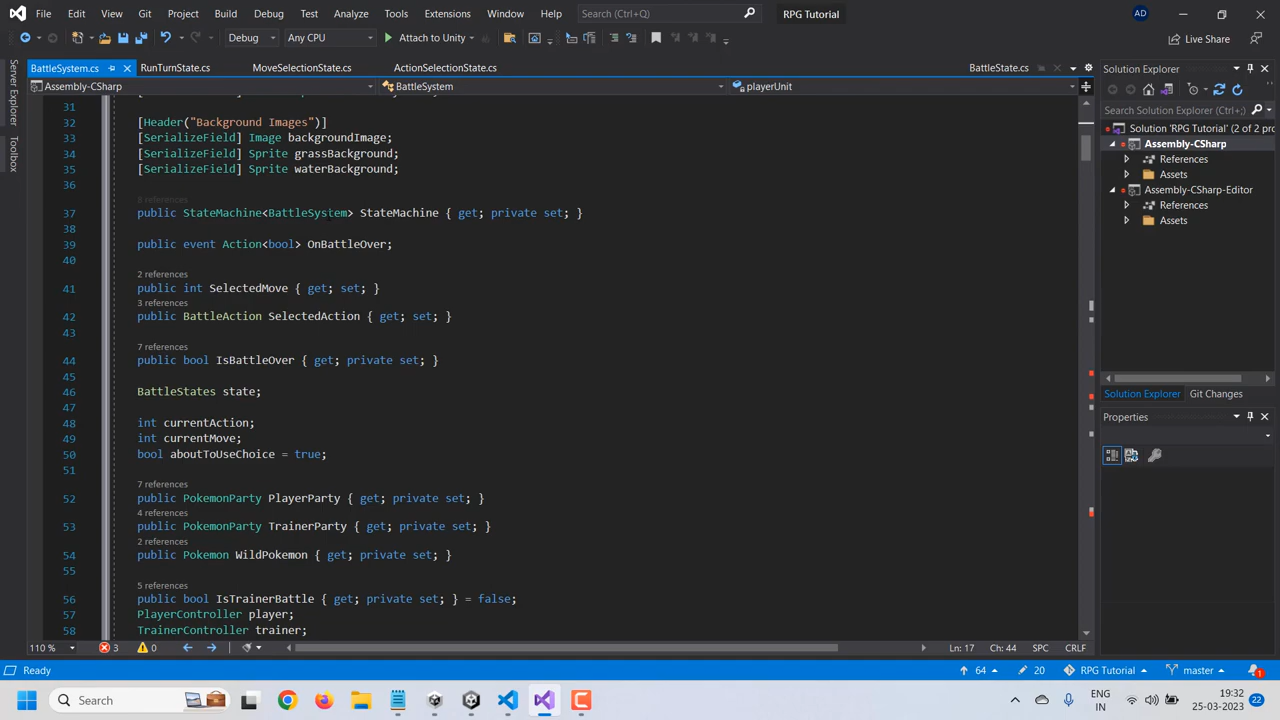 File Edit View Git Project Build Debug Test Analyze Tools Extensions Window Help Search (Ctrl+Q) RPG Tutorial AD
Debug Any CPU Attach to Unity Live Share
BattleSystem.cs RunTurnState.cs MoveSelectionState.cs ActionSelectionState.cs BattleState.cs
Assembly-CSharp BattleSystem playerUnit
Server Explorer
Toolbox
31
32 [Header("Background Images")]
33 [SerializeField] Image backgroundImage;
34 [SerializeField] Sprite grassBackground;
35 [SerializeField] Sprite waterBackground;
36
8 references
37 public StateMachine<BattleSystem> StateMachine { get; private set; }
38
39 public event Action<bool> OnBattleOver;
40
2 references
41 public int SelectedMove { get; set; }
3 references
42 public BattleAction SelectedAction { get; set; }
43
7 references
44 public bool IsBattleOver { get; private set; }
45
46 BattleStates state;
47
48 int currentAction;
49 int currentMove;
50 bool aboutToUseChoice = true;
51
7 references
52 public PokemonParty PlayerParty { get; private set; }
4 references
53 public PokemonParty TrainerParty { get; private set; }
2 references
54 public Pokemon WildPokemon { get; private set; }
55
5 references
56 public bool IsTrainerBattle { get; private set; } = false;
57 PlayerController player;
58 TrainerController trainer;
110 % 3 0 Ln: 17 Ch: 44 SPC CRLF
Solution Explorer
Search Solution Explorer (Ctrl+;)
Solution 'RPG Tutorial' (2 of 2 pro
Assembly-CSharp
References
Assets
Assembly-CSharp-Editor
References
Assets
Solution Explorer Git Changes
Properties
Ready 64 20 RPG Tutorial master 1
Search ENG IN 19:32 25-03-2023 22